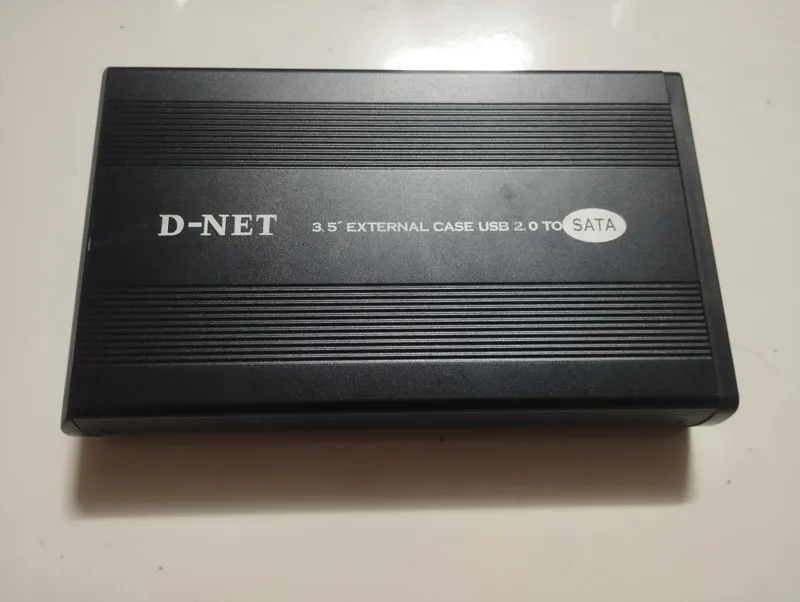 D-NET 3.5″ EXTERNAL CASE USB 2.0 TO SATA